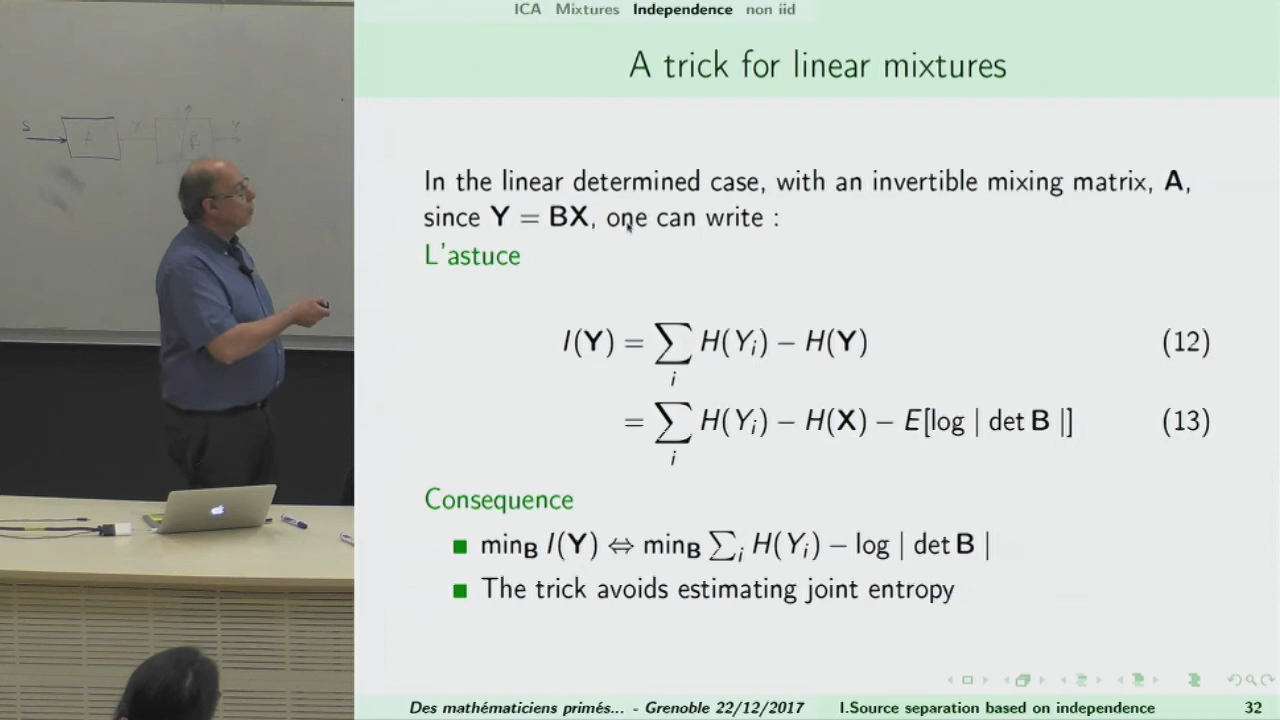 ICA Mixtures Independence non iid
A trick for linear mixtures
S A X B Y
In the linear determined case, with an invertible mixing matrix, A,
since Y = BX, one can write :
L'astuce
I(Y) = ∑_i H(Y_i) − H(Y) (12)
= ∑_i H(Y_i) − H(X) − E[log | det B |] (13)
Consequence
min_B I(Y) ⇔ min_B ∑_i H(Y_i) − log | det B |
The trick avoids estimating joint entropy
Des mathématiciens primés... - Grenoble 22/12/2017 I.Source separation based on independence 32